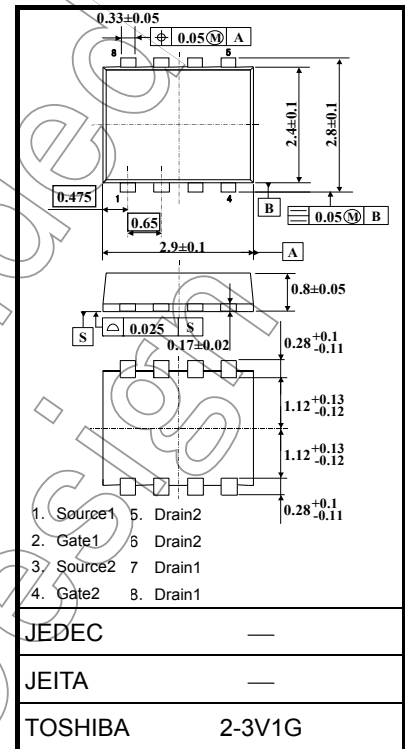 0.33±0.05
⌖ 0.05Ⓜ A
8 5
2.4±0.1
2.8±0.1
0.475
1 4
B
0.65
⌯ 0.05Ⓜ B
2.9±0.1
A
0.8±0.05
S
⌓ 0.025 S
0.17±0.02
0.28 +0.1 -0.11
1.12 +0.13 -0.12
1.12 +0.13 -0.12
0.28 +0.1 -0.11
1. Source1 5. Drain2
2. Gate1 6 Drain2
3. Source2 7 Drain1
4. Gate2 8. Drain1
JEDEC —
JEITA —
TOSHIBA 2-3V1G